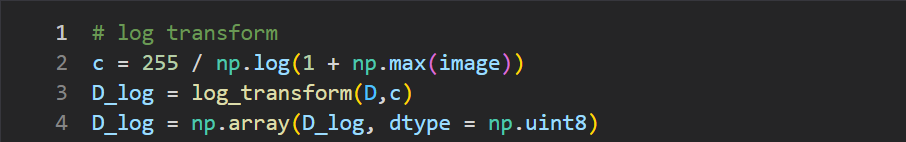 1 # log transform
2 c = 255 / np.log(1 + np.max(image))
3 D_log = log_transform(D,c)
4 D_log = np.array(D_log, dtype = np.uint8)